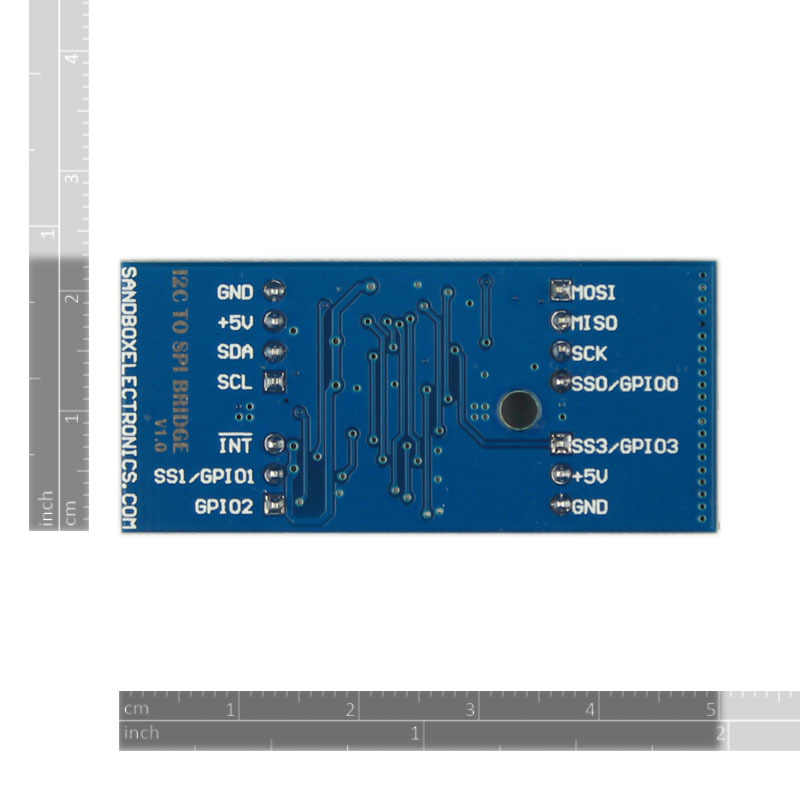 SANDBOXELECTRONICS.COM
I2C TO SPI BRIDGE
V1.0
GND
+5V
SDA
SCL
INT
SS1/GPIO1
GPIO2
MOSI
MISO
SCK
SS0/GPIO0
SS3/GPIO3
+5V
GND
4
3
2
1
cm
1
inch
cm 1 2 3 4 5
inch 1 2